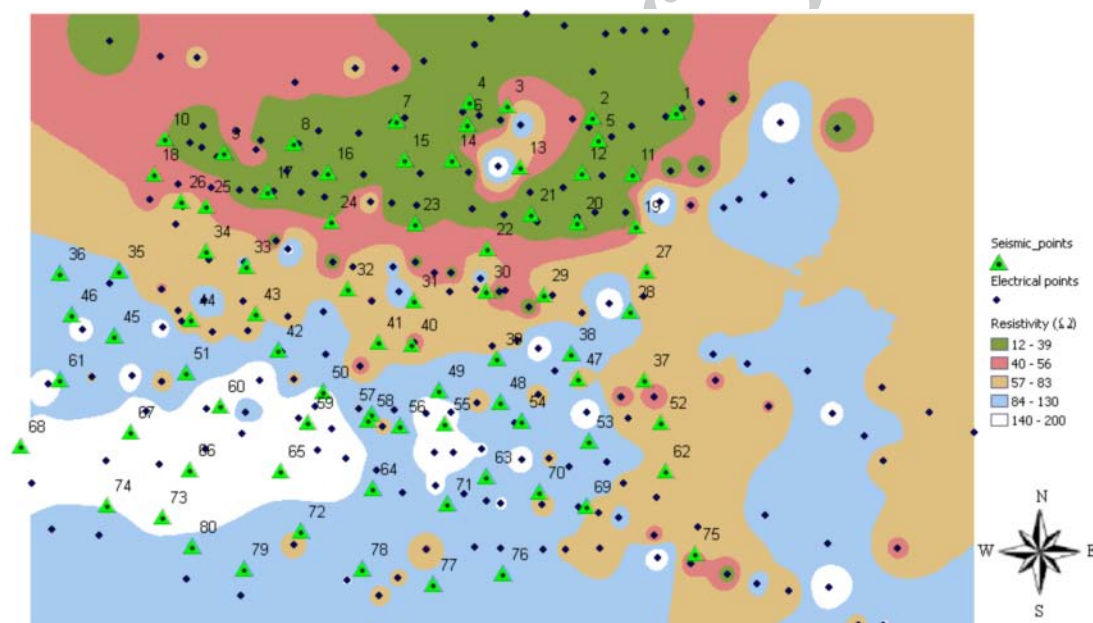 4 3
6 7 2 1
5
10 9 8 15 14 13 12 11
18 17 16
26 25 24 23 21 20 19
34 33 22
36 35 32 31 30 29 27
28
46 45 44 43 42 41 40 39 38
61 51 50 49 48 47 37
60 59 57 58 56 55 54 53 52
68 67 66 65 64 63 62
74 73 72 71 70 69
80 79 78 77 76 75
Seismic_points
Electrical points
Resistivity (Ω)
12 - 39
40 - 56
57 - 83
84 - 130
140 - 200
N
W E
S